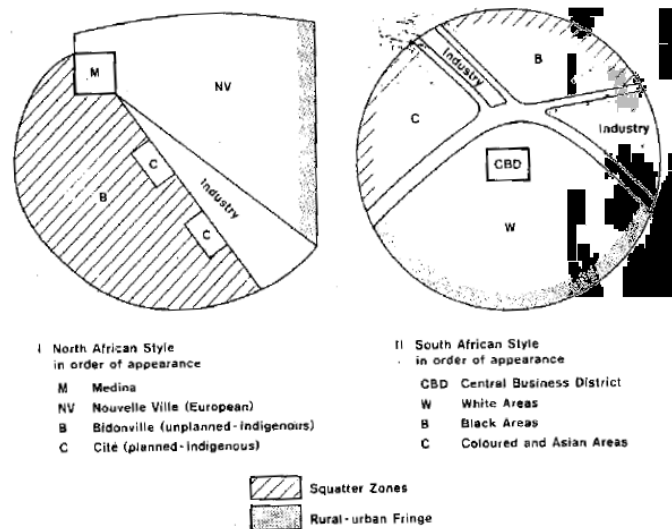 M
NV
B
C
C
Industry
B
Industry
C
Industry
CBD
W
I North African Style
in order of appearance
M Medina
NV Nouvelle Ville (European)
B Bidonville (unplanned-indigenoirs)
C Cité (planned-indigenous)
II South African Style
in order of appearance
CBD Central Business District
W White Areas
B Black Areas
C Coloured and Asian Areas
Squatter Zones
Rural-urban Fringe